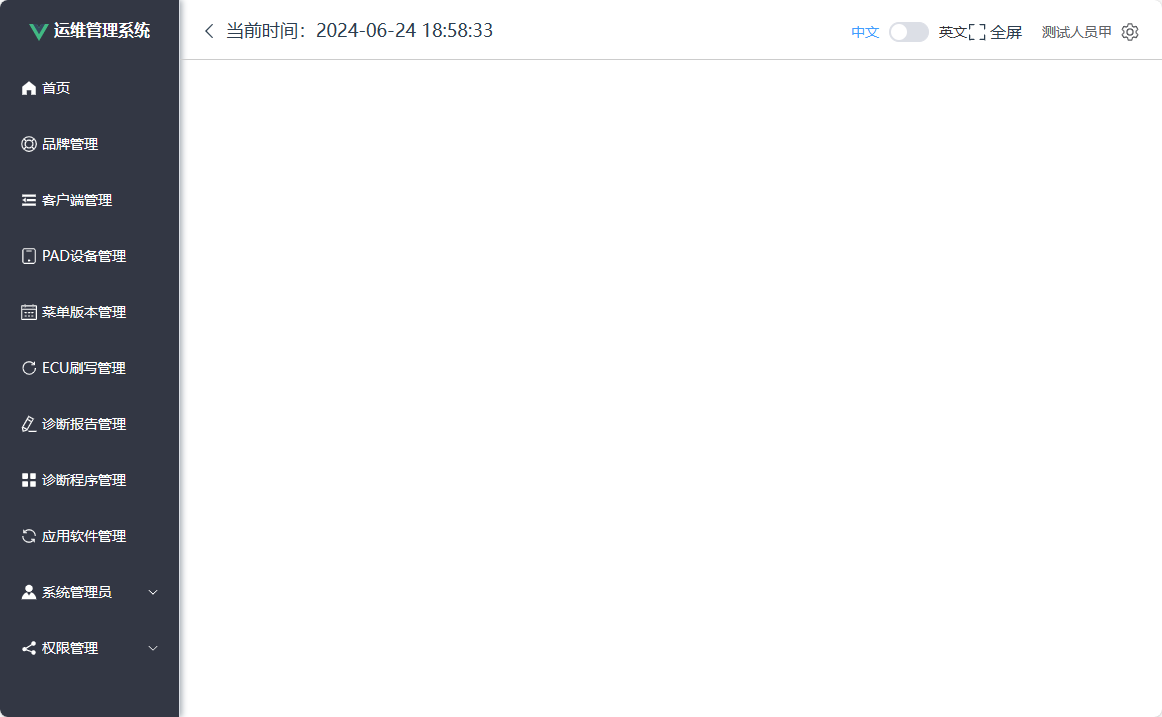 运维管理系统
当前时间：2024-06-24 18:58:33
中文 英文 全屏 测试人员甲
首页
品牌管理
客户端管理
PAD设备管理
菜单版本管理
ECU刷写管理
诊断报告管理
诊断程序管理
应用软件管理
系统管理员
权限管理